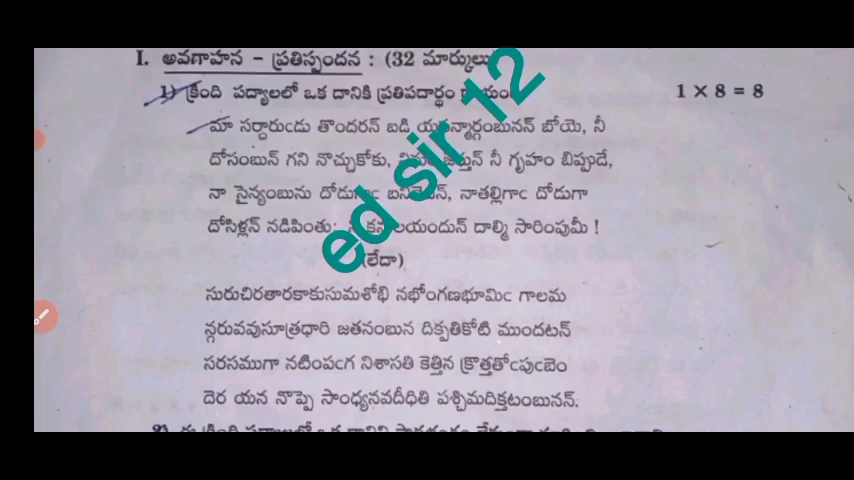 I. అవగాహన - ప్రతిస్పందన : (32 మార్కులు)
1) క్రింది పద్యాలలో ఒక దానికి ప్రతిపదార్థం 1 × 8 = 8
మా సర్దారుఁడు తొందరన్ బడి బోయె, నీ
దోసంబున్ గని నొచ్చుకోకు, నీ గృహం బిప్పుడే,
నా సైన్యంబును నాతల్లిగాఁ దోడుగా
దోసిళ్లన్ నడిపింతు; దాల్మి సారింపుమీ !
(లేదా)
సురుచిరతారకాకుసుమశోభి నభోంగణభూమిఁ గాలమ
న్గరువవుసూత్రధారి జతనంబున దిక్పతికోటి ముందటన్
సరసముగా నటింపఁగ నిశాసతి కెత్తిన క్రొత్తతోఁపుఁబెం
దెర యన నొప్పె సాంధ్యనవదీధితి పశ్చిమదిక్తటంబునన్.
ed sir 12